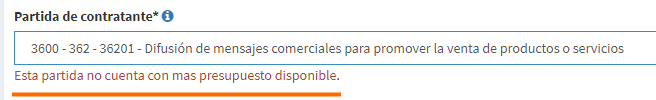 Partida de contratante*
3600 - 362 - 36201 - Difusión de mensajes comerciales para promover la venta de productos o servicios
Esta partida no cuenta con mas presupuesto disponible.